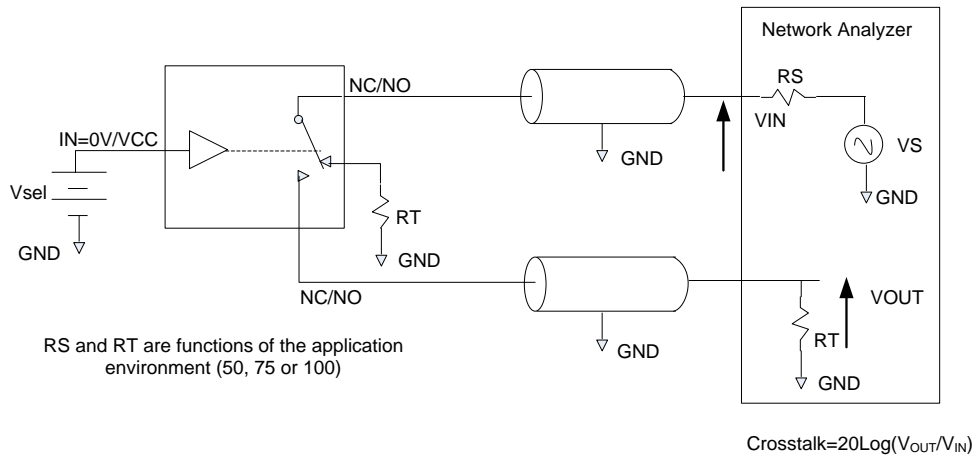 Network Analyzer
NC/NO
RS
IN=0V/VCC
VIN
GND
VS
Vsel
GND
RT
GND
GND
NC/NO
VOUT
RS and RT are functions of the application
environment (50, 75 or 100)
RT
GND
GND
Crosstalk=20Log(VOUT/VIN)